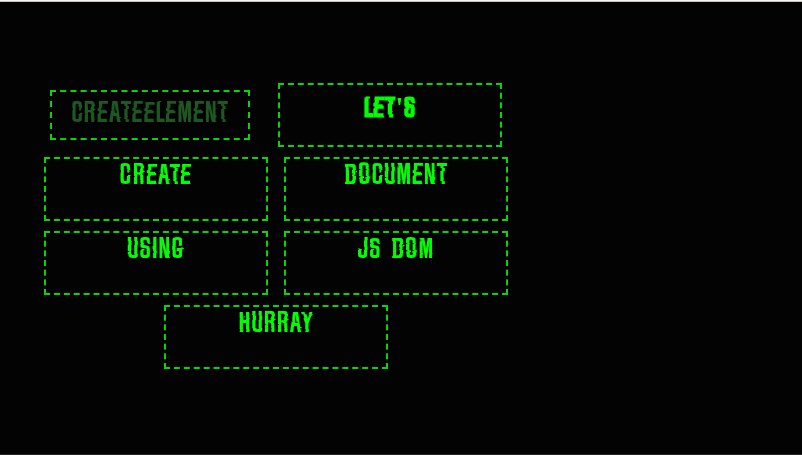 CREATEELEMENT
LET'S
CREATE
DOCUMENT
USING
JS DOM
HURRAY